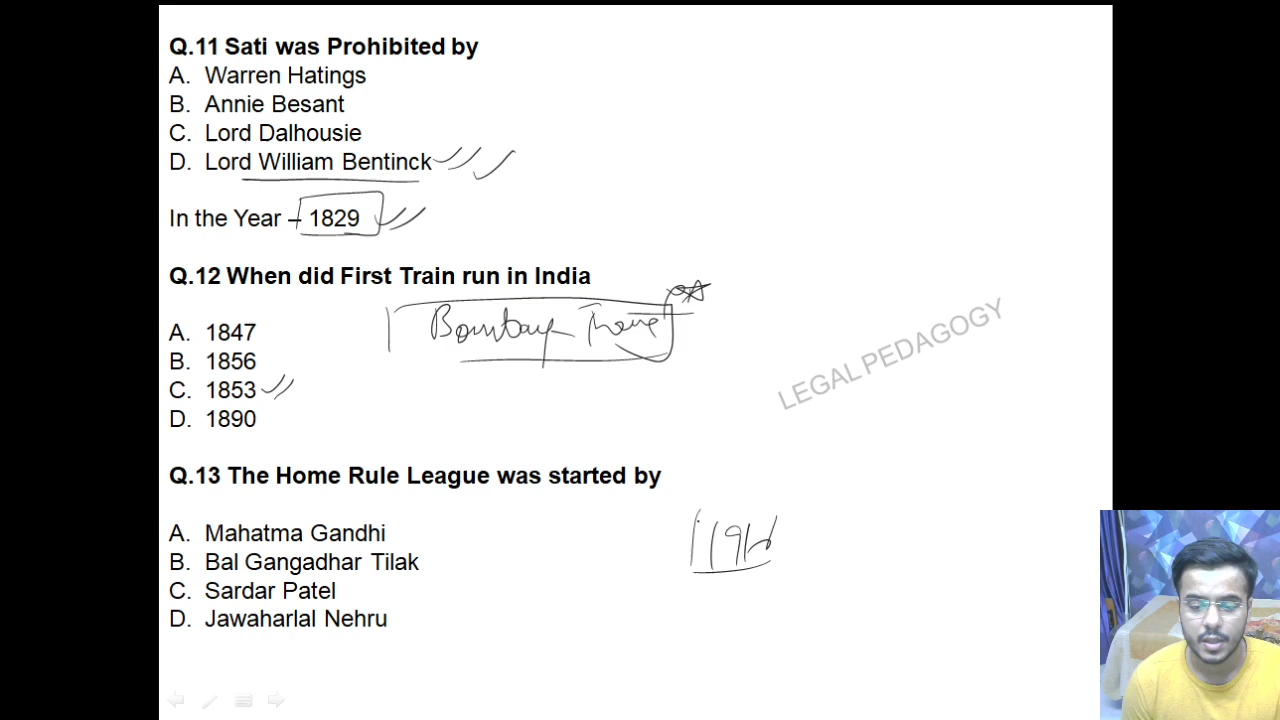 Q.11 Sati was Prohibited by
A. Warren Hatings
B. Annie Besant
C. Lord Dalhousie
D. Lord William Bentinck
In the Year – 1829
Q.12 When did First Train run in India
Bombay - Thane
A. 1847
B. 1856
C. 1853
D. 1890
LEGAL PEDAGOGY
Q.13 The Home Rule League was started by
A. Mahatma Gandhi
B. Bal Gangadhar Tilak
C. Sardar Patel
D. Jawaharlal Nehru